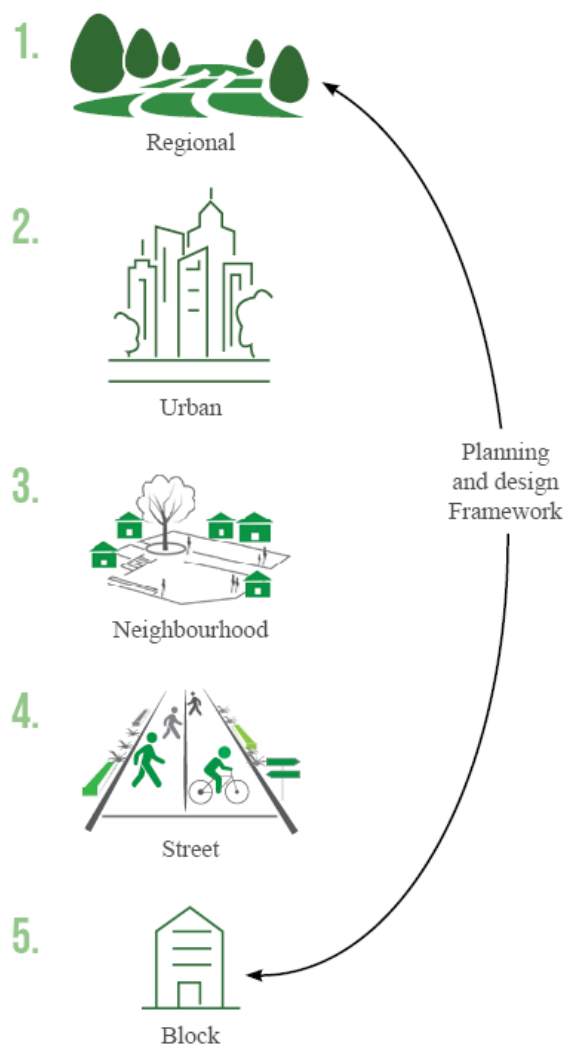 1.
Regional
2.
Urban
3.
Neighbourhood
Planning
and design
Framework
4.
Street
5.
Block